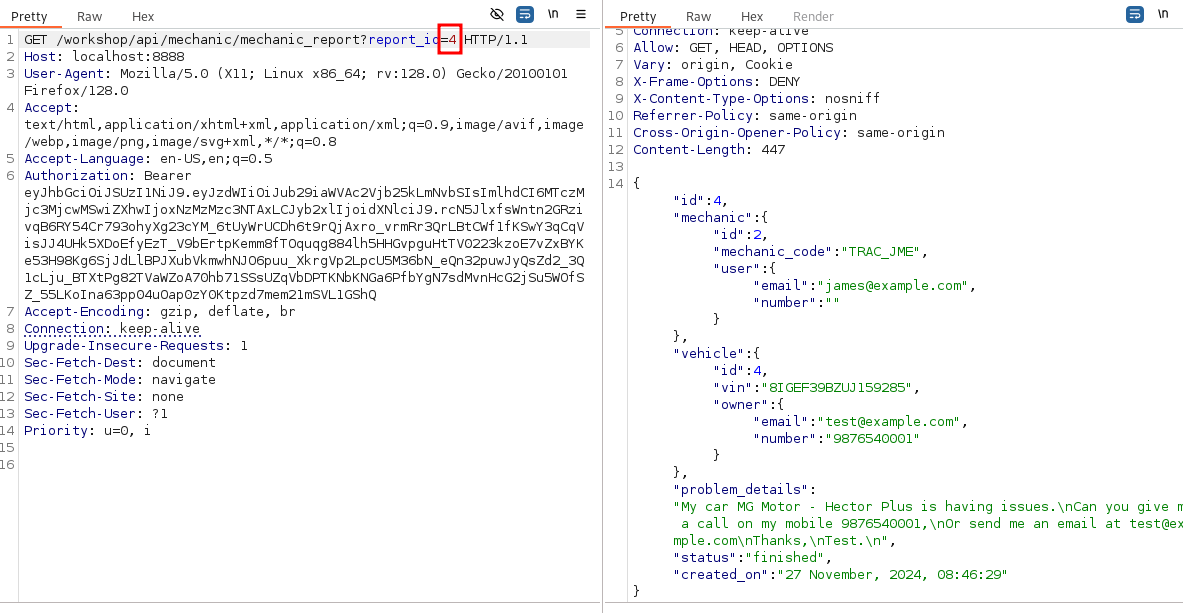 Pretty Raw Hex \n
1 GET /workshop/api/mechanic/mechanic_report?report_id=4 HTTP/1.1
2 Host: localhost:8888
3 User-Agent: Mozilla/5.0 (X11; Linux x86_64; rv:128.0) Gecko/20100101
Firefox/128.0
4 Accept:
text/html,application/xhtml+xml,application/xml;q=0.9,image/avif,image
/webp,image/png,image/svg+xml,*/*;q=0.8
5 Accept-Language: en-US,en;q=0.5
6 Authorization: Bearer
7 Accept-Encoding: gzip, deflate, br
8 Connection: keep-alive
9 Upgrade-Insecure-Requests: 1
10 Sec-Fetch-Dest: document
11 Sec-Fetch-Mode: navigate
12 Sec-Fetch-Site: none
13 Sec-Fetch-User: ?1
14 Priority: u=0, i
15
16
Pretty Raw Hex Render \n
5 Connection: keep-alive
6 Allow: GET, HEAD, OPTIONS
7 Vary: origin, Cookie
8 X-Frame-Options: DENY
9 X-Content-Type-Options: nosniff
10 Referrer-Policy: same-origin
11 Cross-Origin-Opener-Policy: same-origin
12 Content-Length: 447
13
14 {
"id":4,
"mechanic":{
"id":2,
"mechanic_code":"TRAC_JME",
"user":{
"email":"james@example.com",
"number":""
}
},
"vehicle":{
"id":4,
"vin":"8IGEF39BZUJ159285",
"owner":{
"email":"test@example.com",
"number":"9876540001"
}
},
"problem_details":
"My car MG Motor - Hector Plus is having issues.\nCan you give m
a call on my mobile 9876540001,\nOr send me an email at test@ex
mple.com\nThanks,\nTest.\n",
"status":"finished",
"created_on":"27 November, 2024, 08:46:29"
}